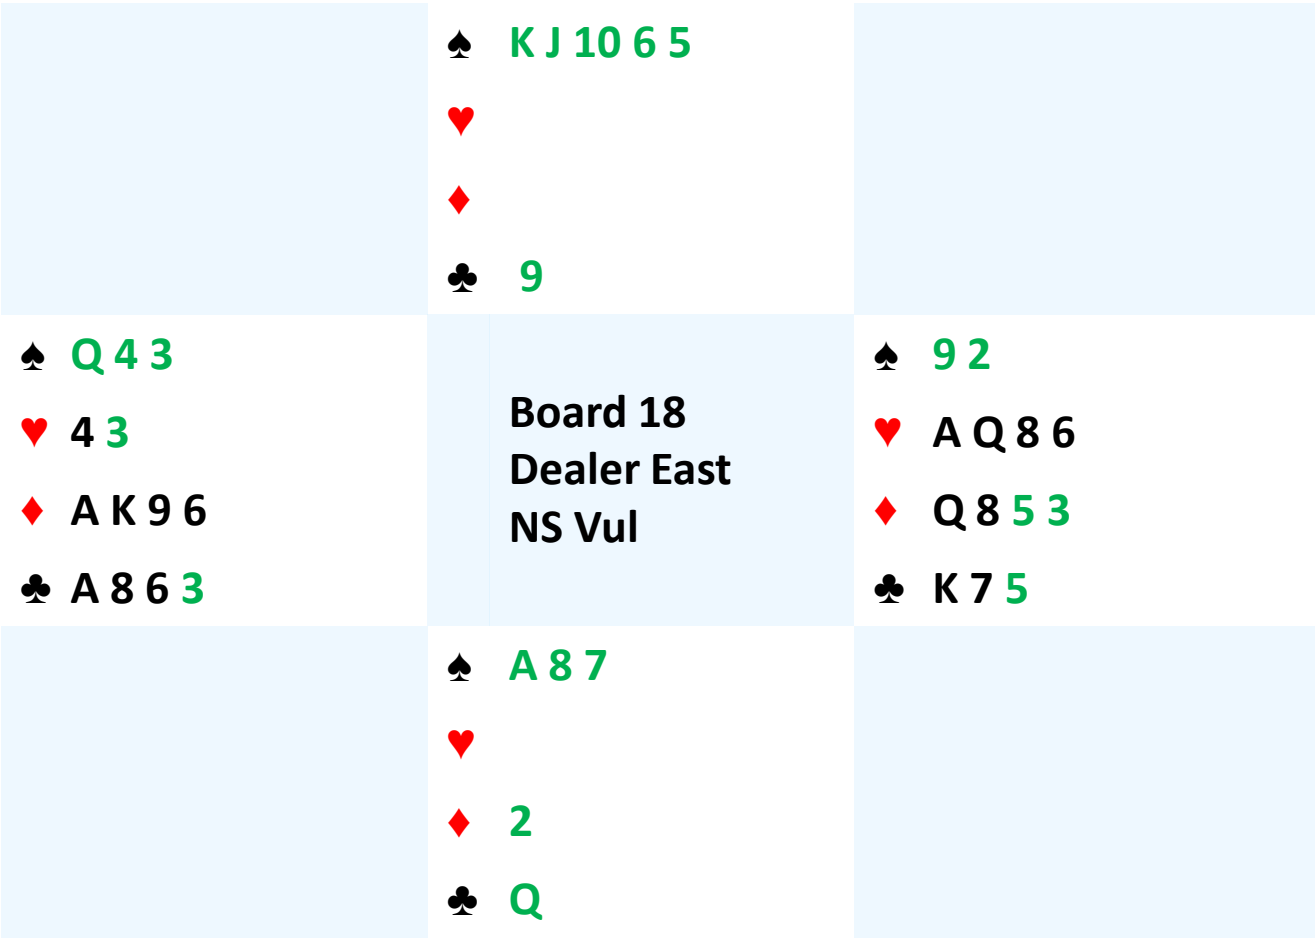 ♠ K J 10 6 5
♥
♦
♣ 9
♠ Q 4 3
♥ 4 3
♦ A K 9 6
♣ A 8 6 3
Board 18
Dealer East
NS Vul
♠ 9 2
♥ A Q 8 6
♦ Q 8 5 3
♣ K 7 5
♠ A 8 7
♥
♦ 2
♣ Q